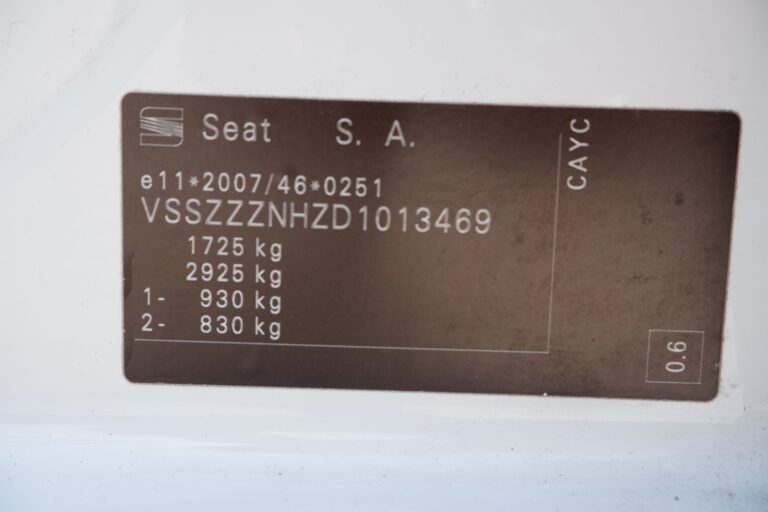 Seat S. A.
e11*2007/46*0251
VSSZZZNHZD1013469
1725 kg
2925 kg
1- 930 kg
2- 830 kg
CAYC
0.6